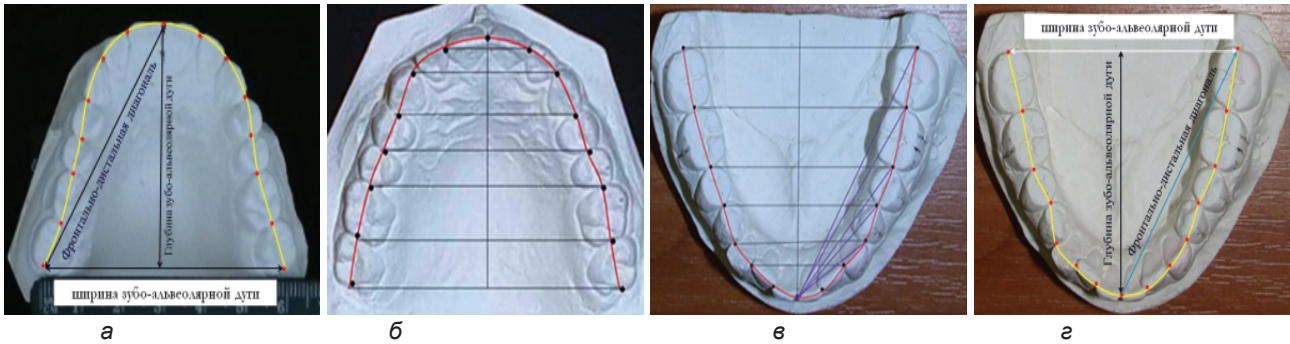 Фронтально-дистальная диагональ
Глубина зубо-альвеолярной дуги
ширина зубо-альвеолярной дуги
ширина зубо-альвеолярной дуги
Глубина зубо-альвеолярной дуги
Фронтально-дистальная диагональ
а
б
в
г